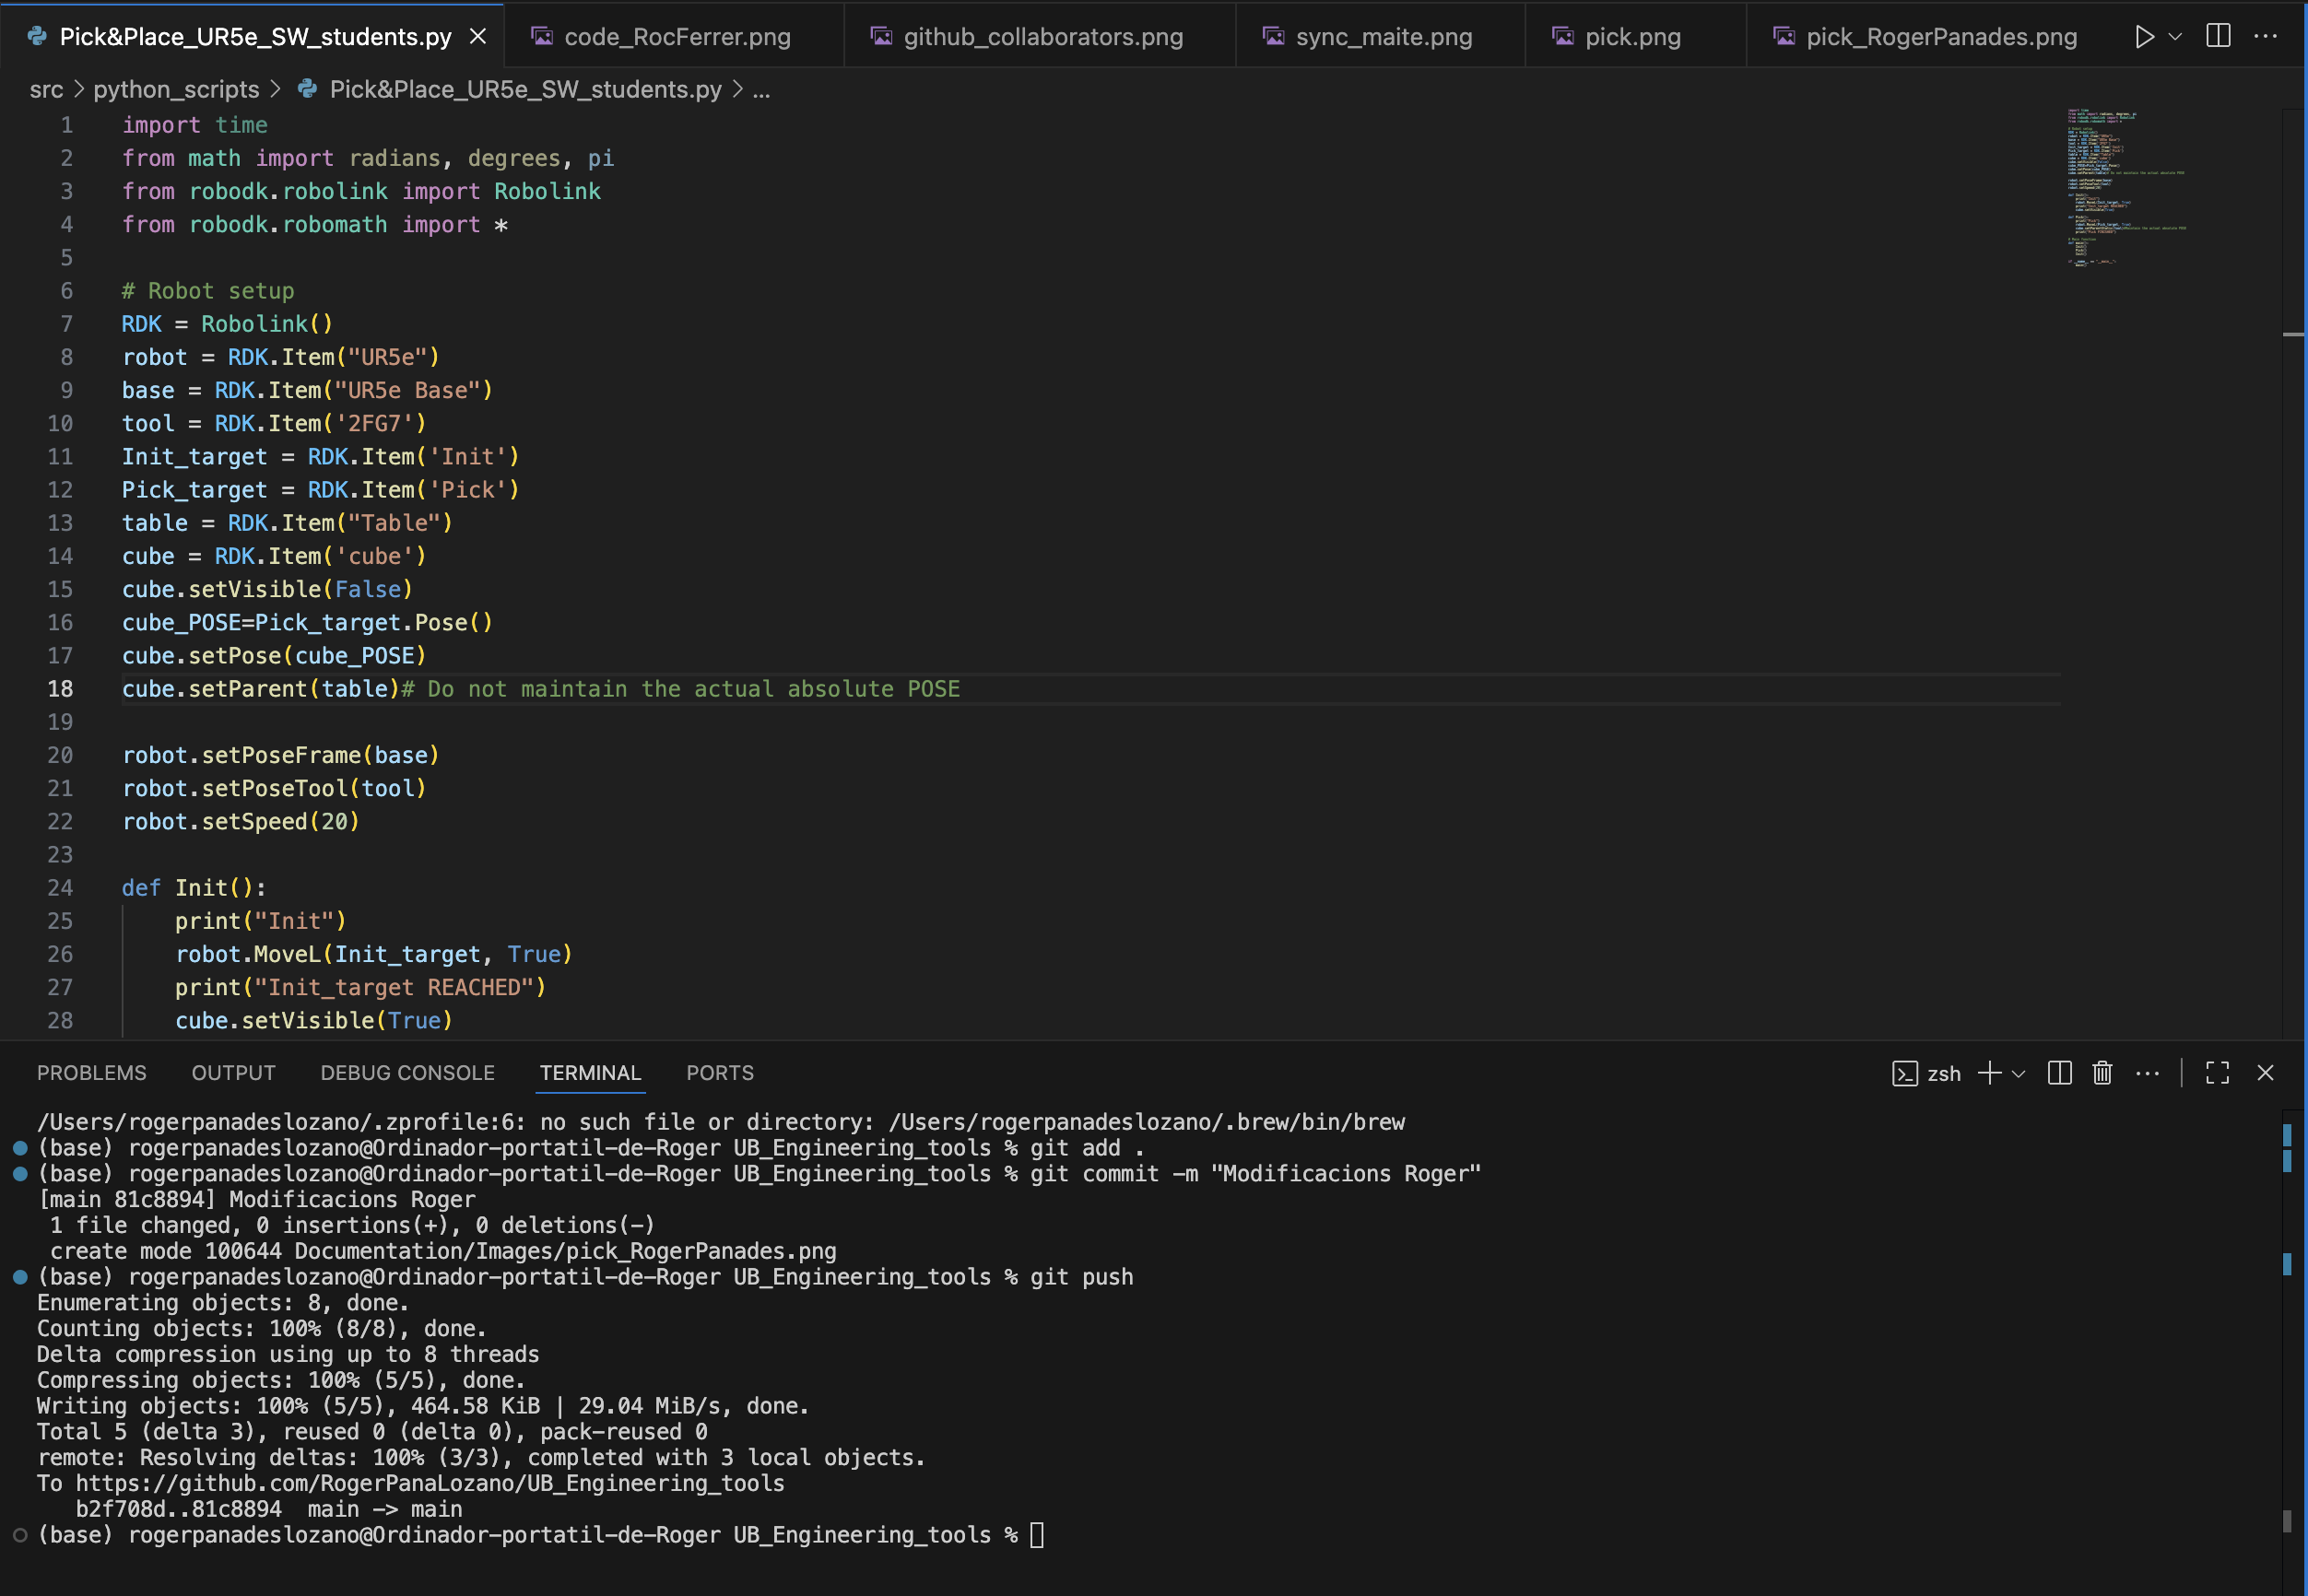 Pick&Place_UR5e_SW_students.py
code_RocFerrer.png
github_collaborators.png
sync_maite.png
pick.png
pick_RogerPanades.png
src > python_scripts > Pick&Place_UR5e_SW_students.py > ...
1 import time
2 from math import radians, degrees, pi
3 from robodk.robolink import Robolink
4 from robodk.robomath import *
5
6 # Robot setup
7 RDK = Robolink()
8 robot = RDK.Item("UR5e")
9 base = RDK.Item("UR5e Base")
10 tool = RDK.Item('2FG7')
11 Init_target = RDK.Item('Init')
12 Pick_target = RDK.Item('Pick')
13 table = RDK.Item("Table")
14 cube = RDK.Item('cube')
15 cube.setVisible(False)
16 cube_POSE=Pick_target.Pose()
17 cube.setPose(cube_POSE)
18 cube.setParent(table)# Do not maintain the actual absolute POSE
19
20 robot.setPoseFrame(base)
21 robot.setPoseTool(tool)
22 robot.setSpeed(20)
23
24 def Init():
25     print("Init")
26     robot.MoveL(Init_target, True)
27     print("Init_target REACHED")
28     cube.setVisible(True)
PROBLEMS OUTPUT DEBUG CONSOLE TERMINAL PORTS
zsh
/Users/rogerpanadeslozano/.zprofile:6: no such file or directory: /Users/rogerpanadeslozano/.brew/bin/brew
(base) rogerpanadeslozano@Ordinador-portatil-de-Roger UB_Engineering_tools % git add .
(base) rogerpanadeslozano@Ordinador-portatil-de-Roger UB_Engineering_tools % git commit -m "Modificacions Roger"
[main 81c8894] Modificacions Roger
 1 file changed, 0 insertions(+), 0 deletions(-)
 create mode 100644 Documentation/Images/pick_RogerPanades.png
(base) rogerpanadeslozano@Ordinador-portatil-de-Roger UB_Engineering_tools % git push
Enumerating objects: 8, done.
Counting objects: 100% (8/8), done.
Delta compression using up to 8 threads
Compressing objects: 100% (5/5), done.
Writing objects: 100% (5/5), 464.58 KiB | 29.04 MiB/s, done.
Total 5 (delta 3), reused 0 (delta 0), pack-reused 0
remote: Resolving deltas: 100% (3/3), completed with 3 local objects.
To https://github.com/RogerPanaLozano/UB_Engineering_tools
   b2f708d..81c8894  main -> main
(base) rogerpanadeslozano@Ordinador-portatil-de-Roger UB_Engineering_tools %